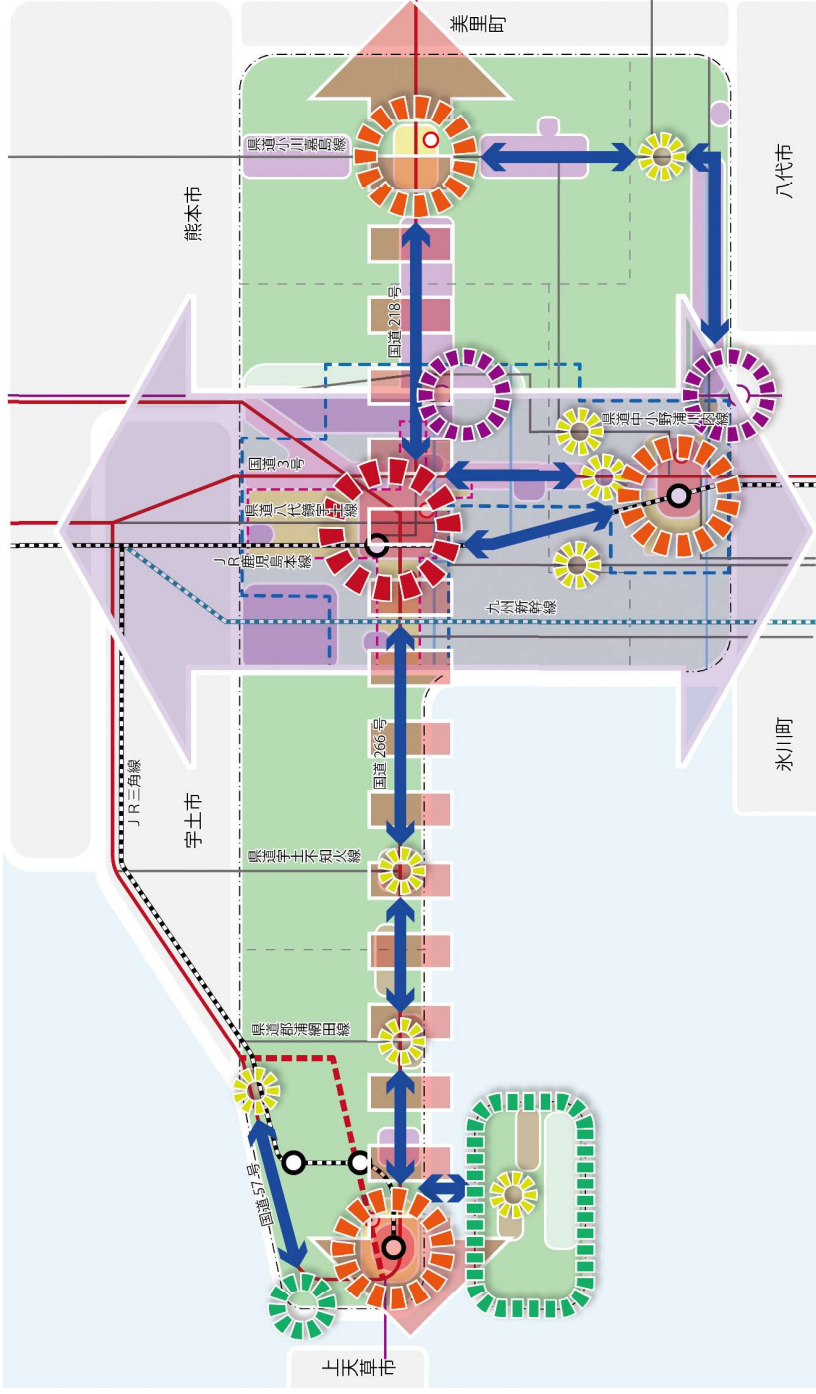 美里町
県道小川嘉島線
熊本市
八代市
国道218号
国道3号
県道八代鏡宇土線
JR鹿児島本線
県道中小野浦川内線
九州新幹線
国道266号
JR三角線
宇土市
氷川町
県道宇土不知火線
県道郡浦網田線
国道57号
上天草市